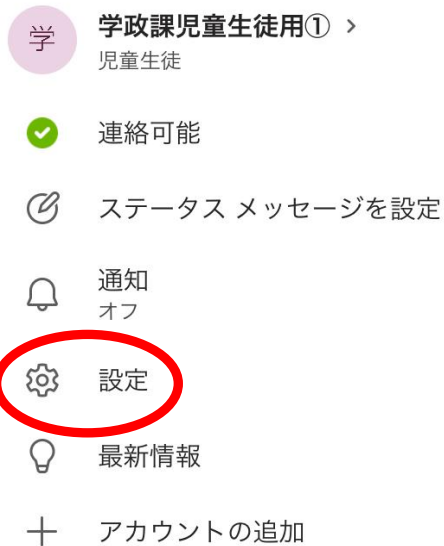 学
学政課児童生徒用① >
児童生徒
連絡可能
ステータス メッセージを設定
通知
オフ
設定
最新情報
アカウントの追加